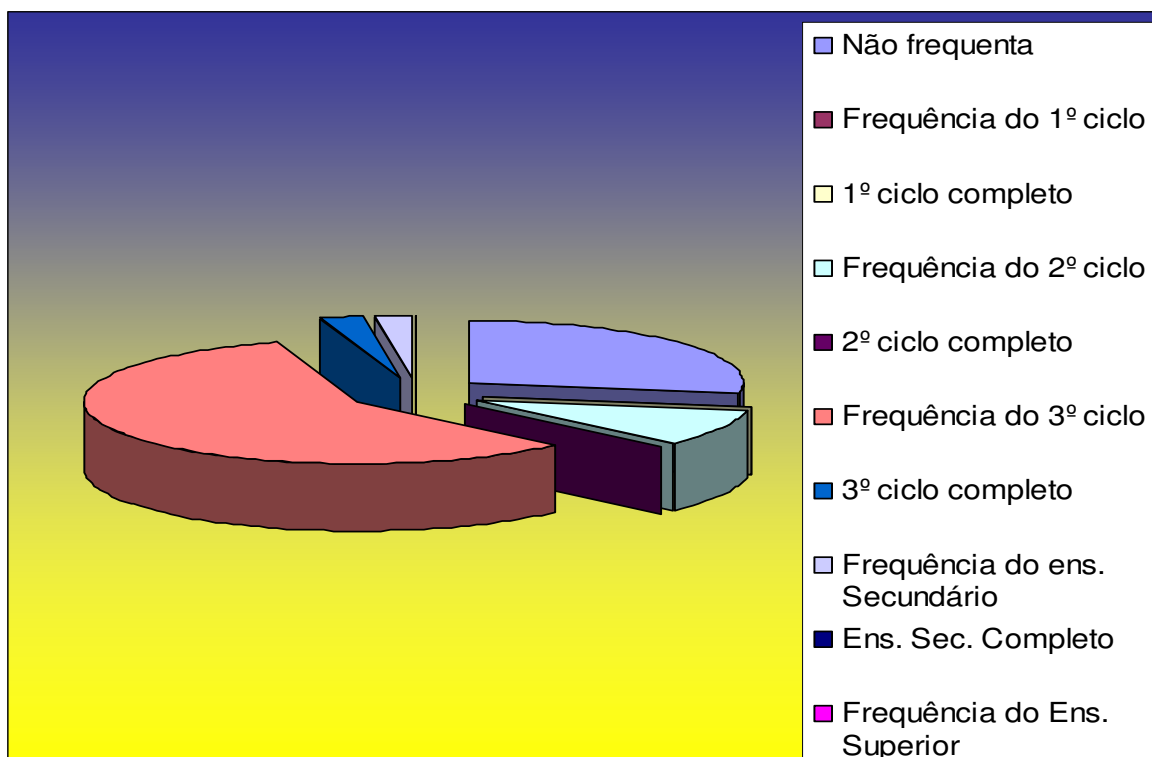 Não frequenta
Frequência do 1º ciclo
1º ciclo completo
Frequência do 2º ciclo
2º ciclo completo
Frequência do 3º ciclo
3º ciclo completo
Frequência do ens.
Secundário
Ens. Sec. Completo
Frequência do Ens.
Superior